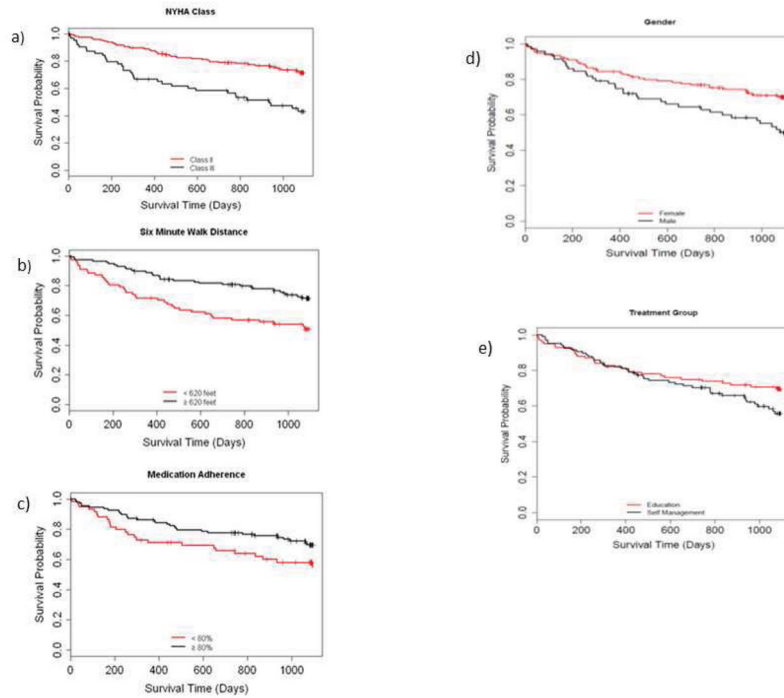 a)
NYHA Class
Survival Probability
1.0
0.8
0.6
0.4
0.2
0.0
Class II
Class III
0 200 400 600 800 1000
Survival Time (Days)
b)
Six Minute Walk Distance
Survival Probability
1.0
0.8
0.6
0.4
0.2
0.0
< 620 feet
≥ 620 feet
0 200 400 600 800 1000
Survival Time (Days)
c)
Medication Adherence
Survival Probability
1.0
0.8
0.6
0.4
0.2
0.0
< 80%
≥ 80%
0 200 400 600 800 1000
Survival Time (Days)
d)
Gender
Survival Probability
1.0
0.8
0.6
0.4
0.2
0.0
Female
Male
0 200 400 600 800 1000
Survival Time (Days)
e)
Treatment Group
Survival Probability
1.0
0.8
0.6
0.4
0.2
0.0
Education
Self Management
0 200 400 600 800 1000
Survival Time (Days)